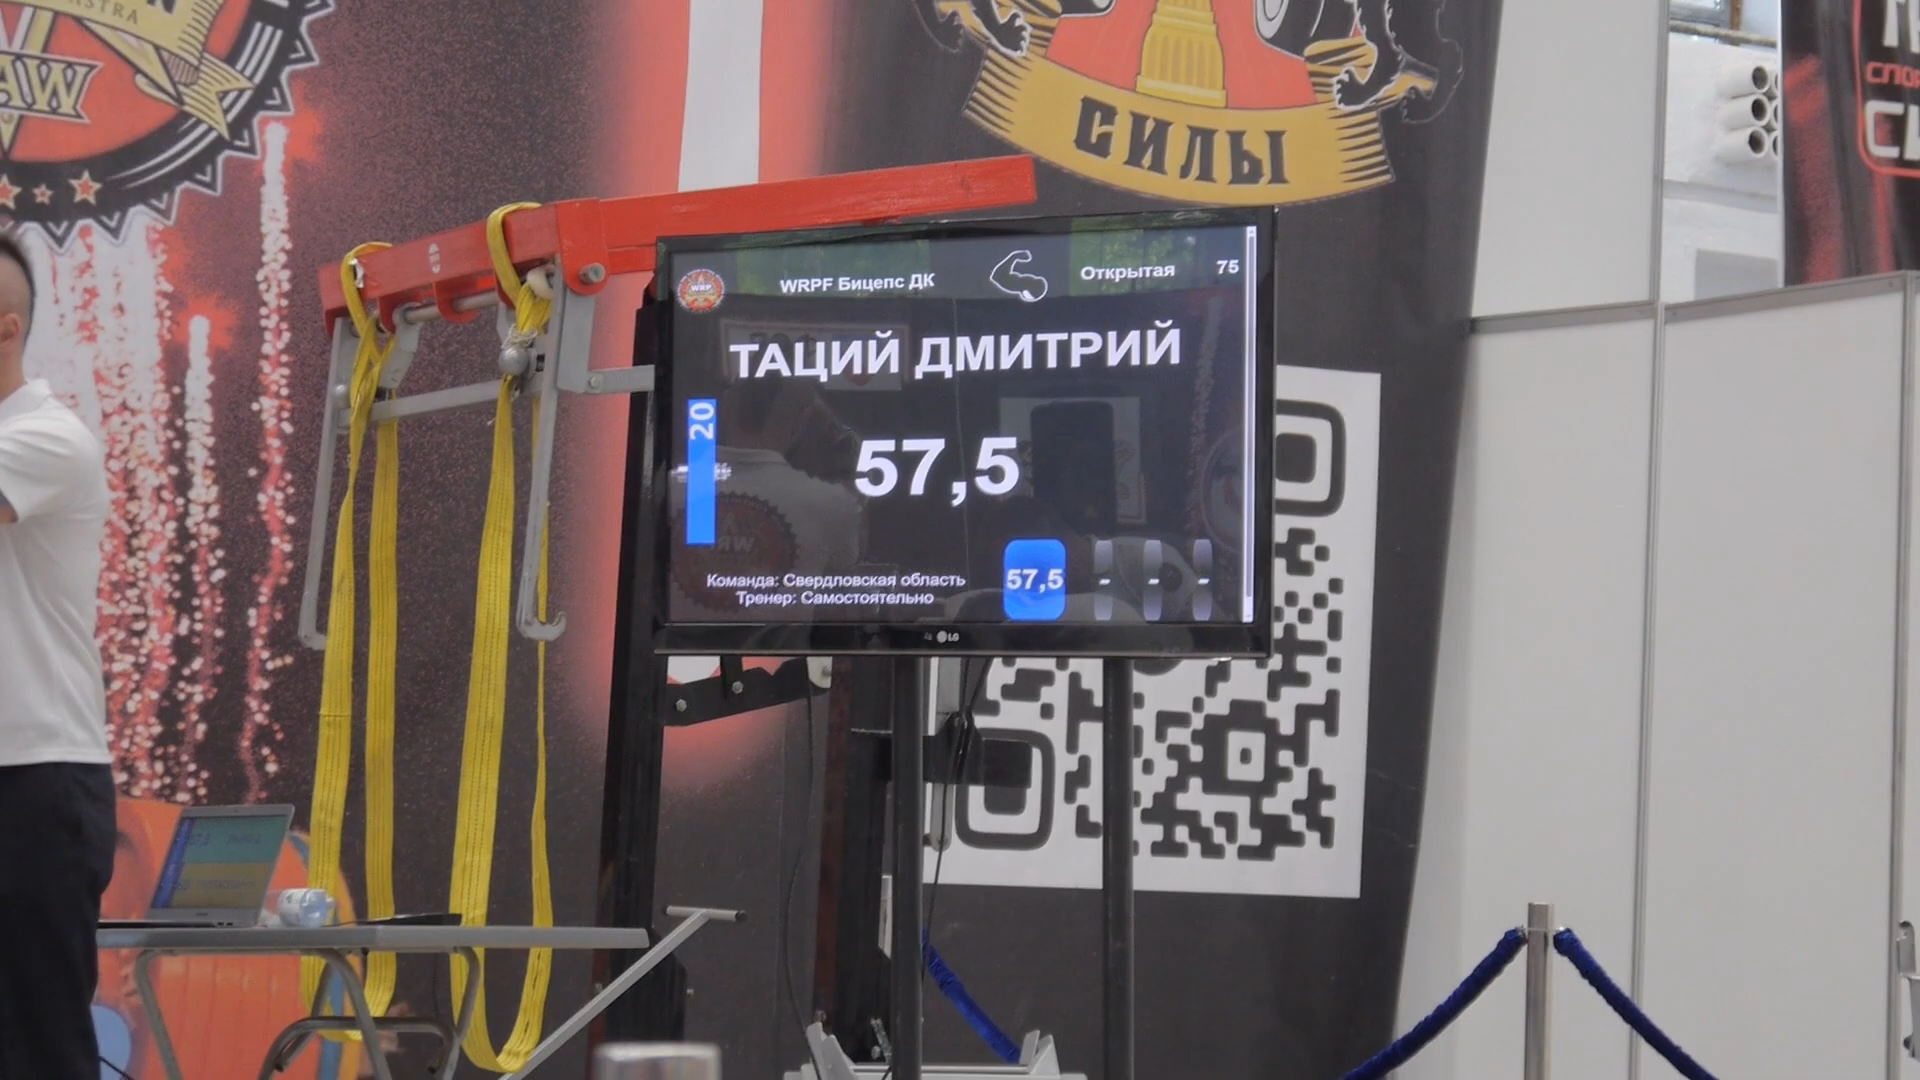 AW
СИЛЫ
WRPF Бицепс ДК
Открытая
75
ТАЦИЙ ДМИТРИЙ
20
57,5
57,5 - - -
Команда: Свердловская область
Тренер: Самостоятельно
LG